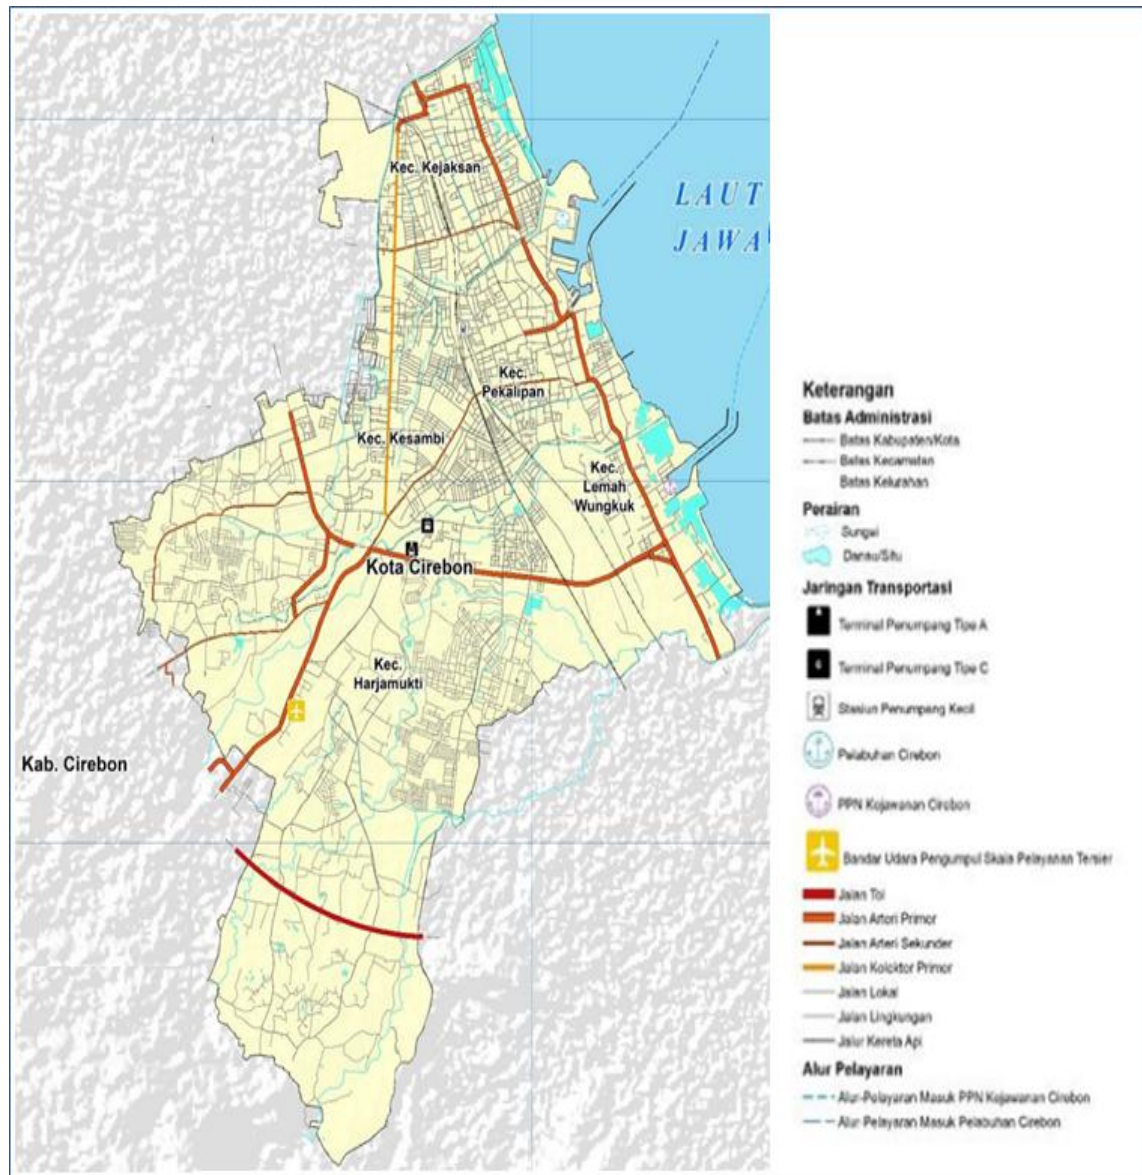 Kec. Kejaksan
LAUT
JAWA
Kec.
Pekalipan
Kec. Kesambi
Kec.
Lemah
Wungkuk
Kota Cirebon
Kec.
Harjamukti
Kab. Cirebon
Keterangan
Batas Administrasi
Batas Kabupaten/Kota
Batas Kecamatan
Batas Kelurahan
Perairan
Sungai
Danau/Situ
Jaringan Transportasi
Terminal Penumpang Tipe A
Terminal Penumpang Tipe C
Stasiun Penumpang Kecil
Pelabuhan Cirebon
PPN Kejawanan Cirebon
Bandar Udara Pengumpul Skala Pelayanan Tersier
Jalan Tol
Jalan Arteri Primer
Jalan Arteri Sekunder
Jalan Kolektor Primer
Jalan Lokal
Jalan Lingkungan
Jalur Kereta Api
Alur Pelayaran
Alur-Pelayaran Masuk PPN Kejawanan Cirebon
Alur Pelayaran Masuk Pelabuhan Cirebon